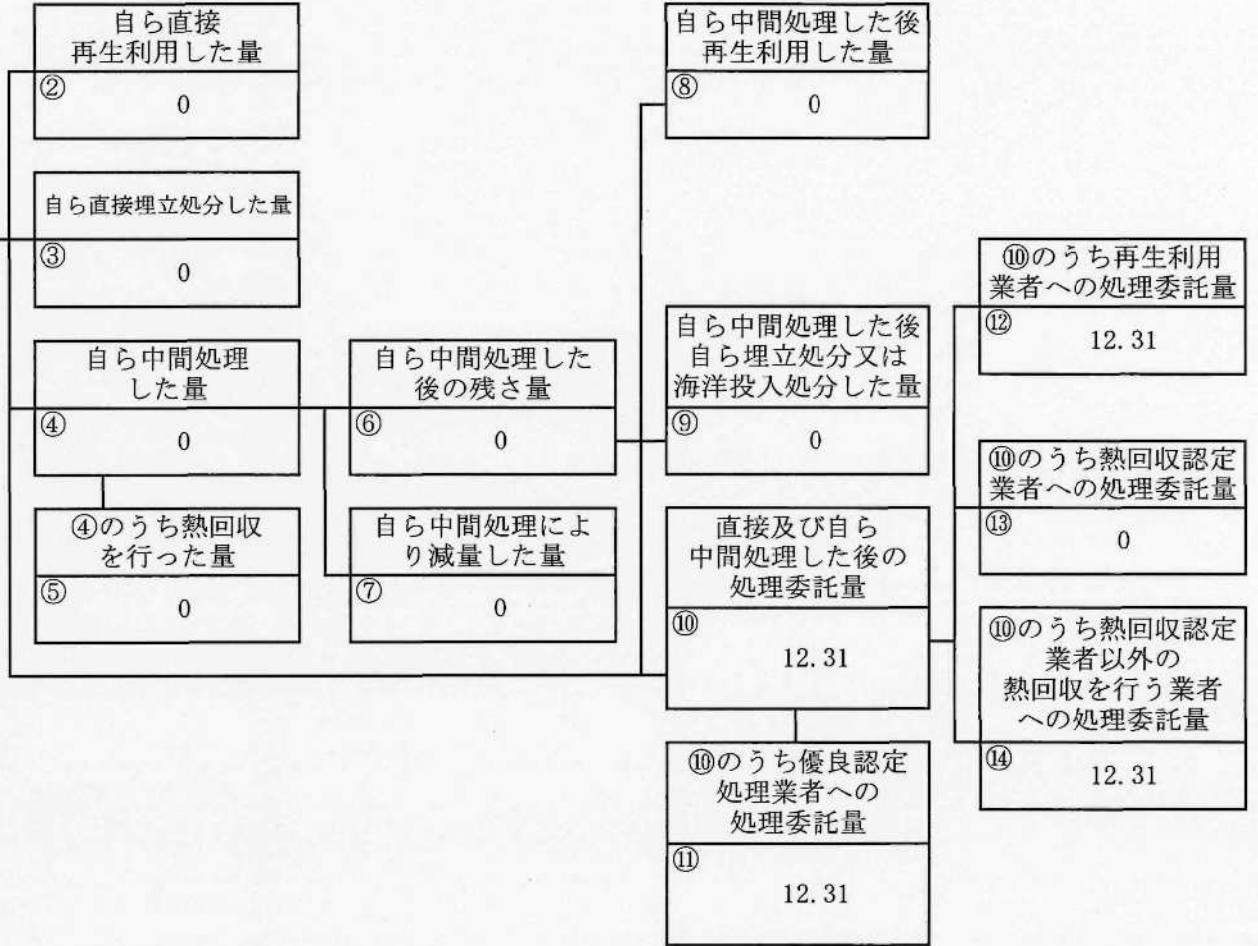 自ら直接
再生利用した量
②
0
自ら直接埋立処分した量
③
0
自ら中間処理
した量
④
0
④のうち熱回収
を行った量
⑤
0
自ら中間処理した
後の残さ量
⑥
0
自ら中間処理によ
り減量した量
⑦
0
自ら中間処理した後
再生利用した量
⑧
0
自ら中間処理した後
自ら埋立処分又は
海洋投入処分した量
⑨
0
直接及び自ら
中間処理した後の
処理委託量
⑩
12.31
⑩のうち優良認定
処理業者への
処理委託量
⑪
12.31
⑩のうち再生利用
業者への処理委託量
⑫
12.31
⑩のうち熱回収認定
業者への処理委託量
⑬
0
⑩のうち熱回収認定
業者以外の
熱回収を行う業者
への処理委託量
⑭
12.31